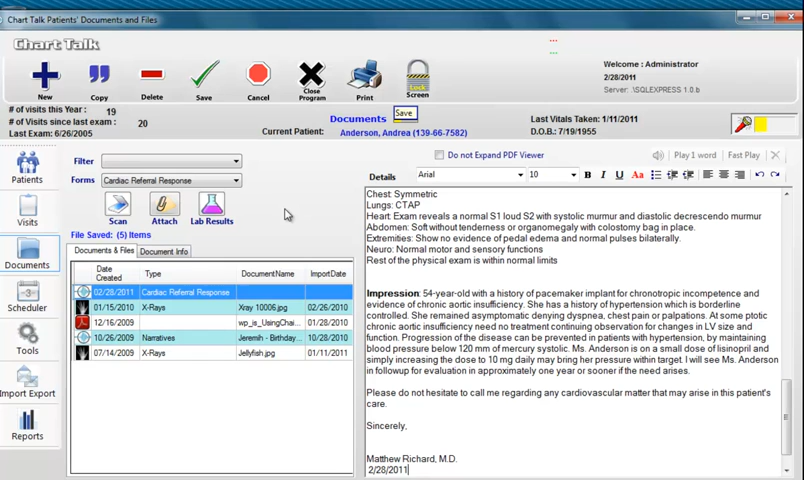 Chart Talk Patients' Documents and Files
Chart Talk
New
Copy
Delete
Save
Cancel
Close Program
Print
Lock
Screen
...
...
Welcome : Administrator
2/28/2011
Server: .\SQLEXPRESS 1.0.b
# of visits this Year : 19
# of Visits since last exam : 20
Last Exam: 6/26/2005
Documents
Save
Current Patient: Anderson, Andrea (139-66-7582)
Last Vitals Taken: 1/11/2011
D.O.B.: 7/19/1955
Patients
Visits
Documents
Scheduler
Tools
Import Export
Reports
Filter
Forms Cardiac Referral Response
Scan
Attach
Lab Results
File Saved: (5) Items
Documents & Files Document Info
Date Created Type DocumentName ImportDate
02/28/2011 Cardiac Referral Response
01/15/2010 X-Rays Xray 10006.jpg 02/26/2010
12/16/2009 wp_is_UsingChai... 01/28/2010
10/26/2009 Narratives Jeremih - Birthday... 10/28/2010
07/14/2009 X-Rays Jellyfish.jpg 01/11/2011
Do not Expand PDF Viewer
Play 1 word Fast Play
Details Arial 10 B I U Aa
Chest: Symmetric
Lungs: CTAP
Heart: Exam reveals a normal S1 loud S2 with systolic murmur and diastolic decrescendo murmur
Abdomen: Soft without tenderness or organomegaly with colostomy bag in place.
Extremities: Show no evidence of pedal edema and normal pulses bilaterally.
Neuro: Normal motor and sensory functions
Rest of the physical exam is within normal limits
Impression: 54-year-old with a history of pacemaker implant for chronotropic incompetence and
evidence of chronic aortic insufficiency. She has a history of hypertension which is borderline
controlled. She remained asymptomatic denying dyspnea, chest pain or palpations. At some ptotic
chronic aortic insufficiency need no treatment continuing observation for changes in LV size and
function. Progression of the disease can be prevented in patients with hypertension, by maintaining
blood pressure below 120 mm of mercury systolic. Ms. Anderson is on a small dose of lisinopril and
simply increasing the dose to 10 mg daily may bring her pressure within target. I will see Ms. Anderson
in followup for evaluation in approximately one year or sooner if the need arises.
Please do not hesitate to call me regarding any cardiovascular matter that may arise in this patient's
care.
Sincerely,
Matthew Richard, M.D.
2/28/2011